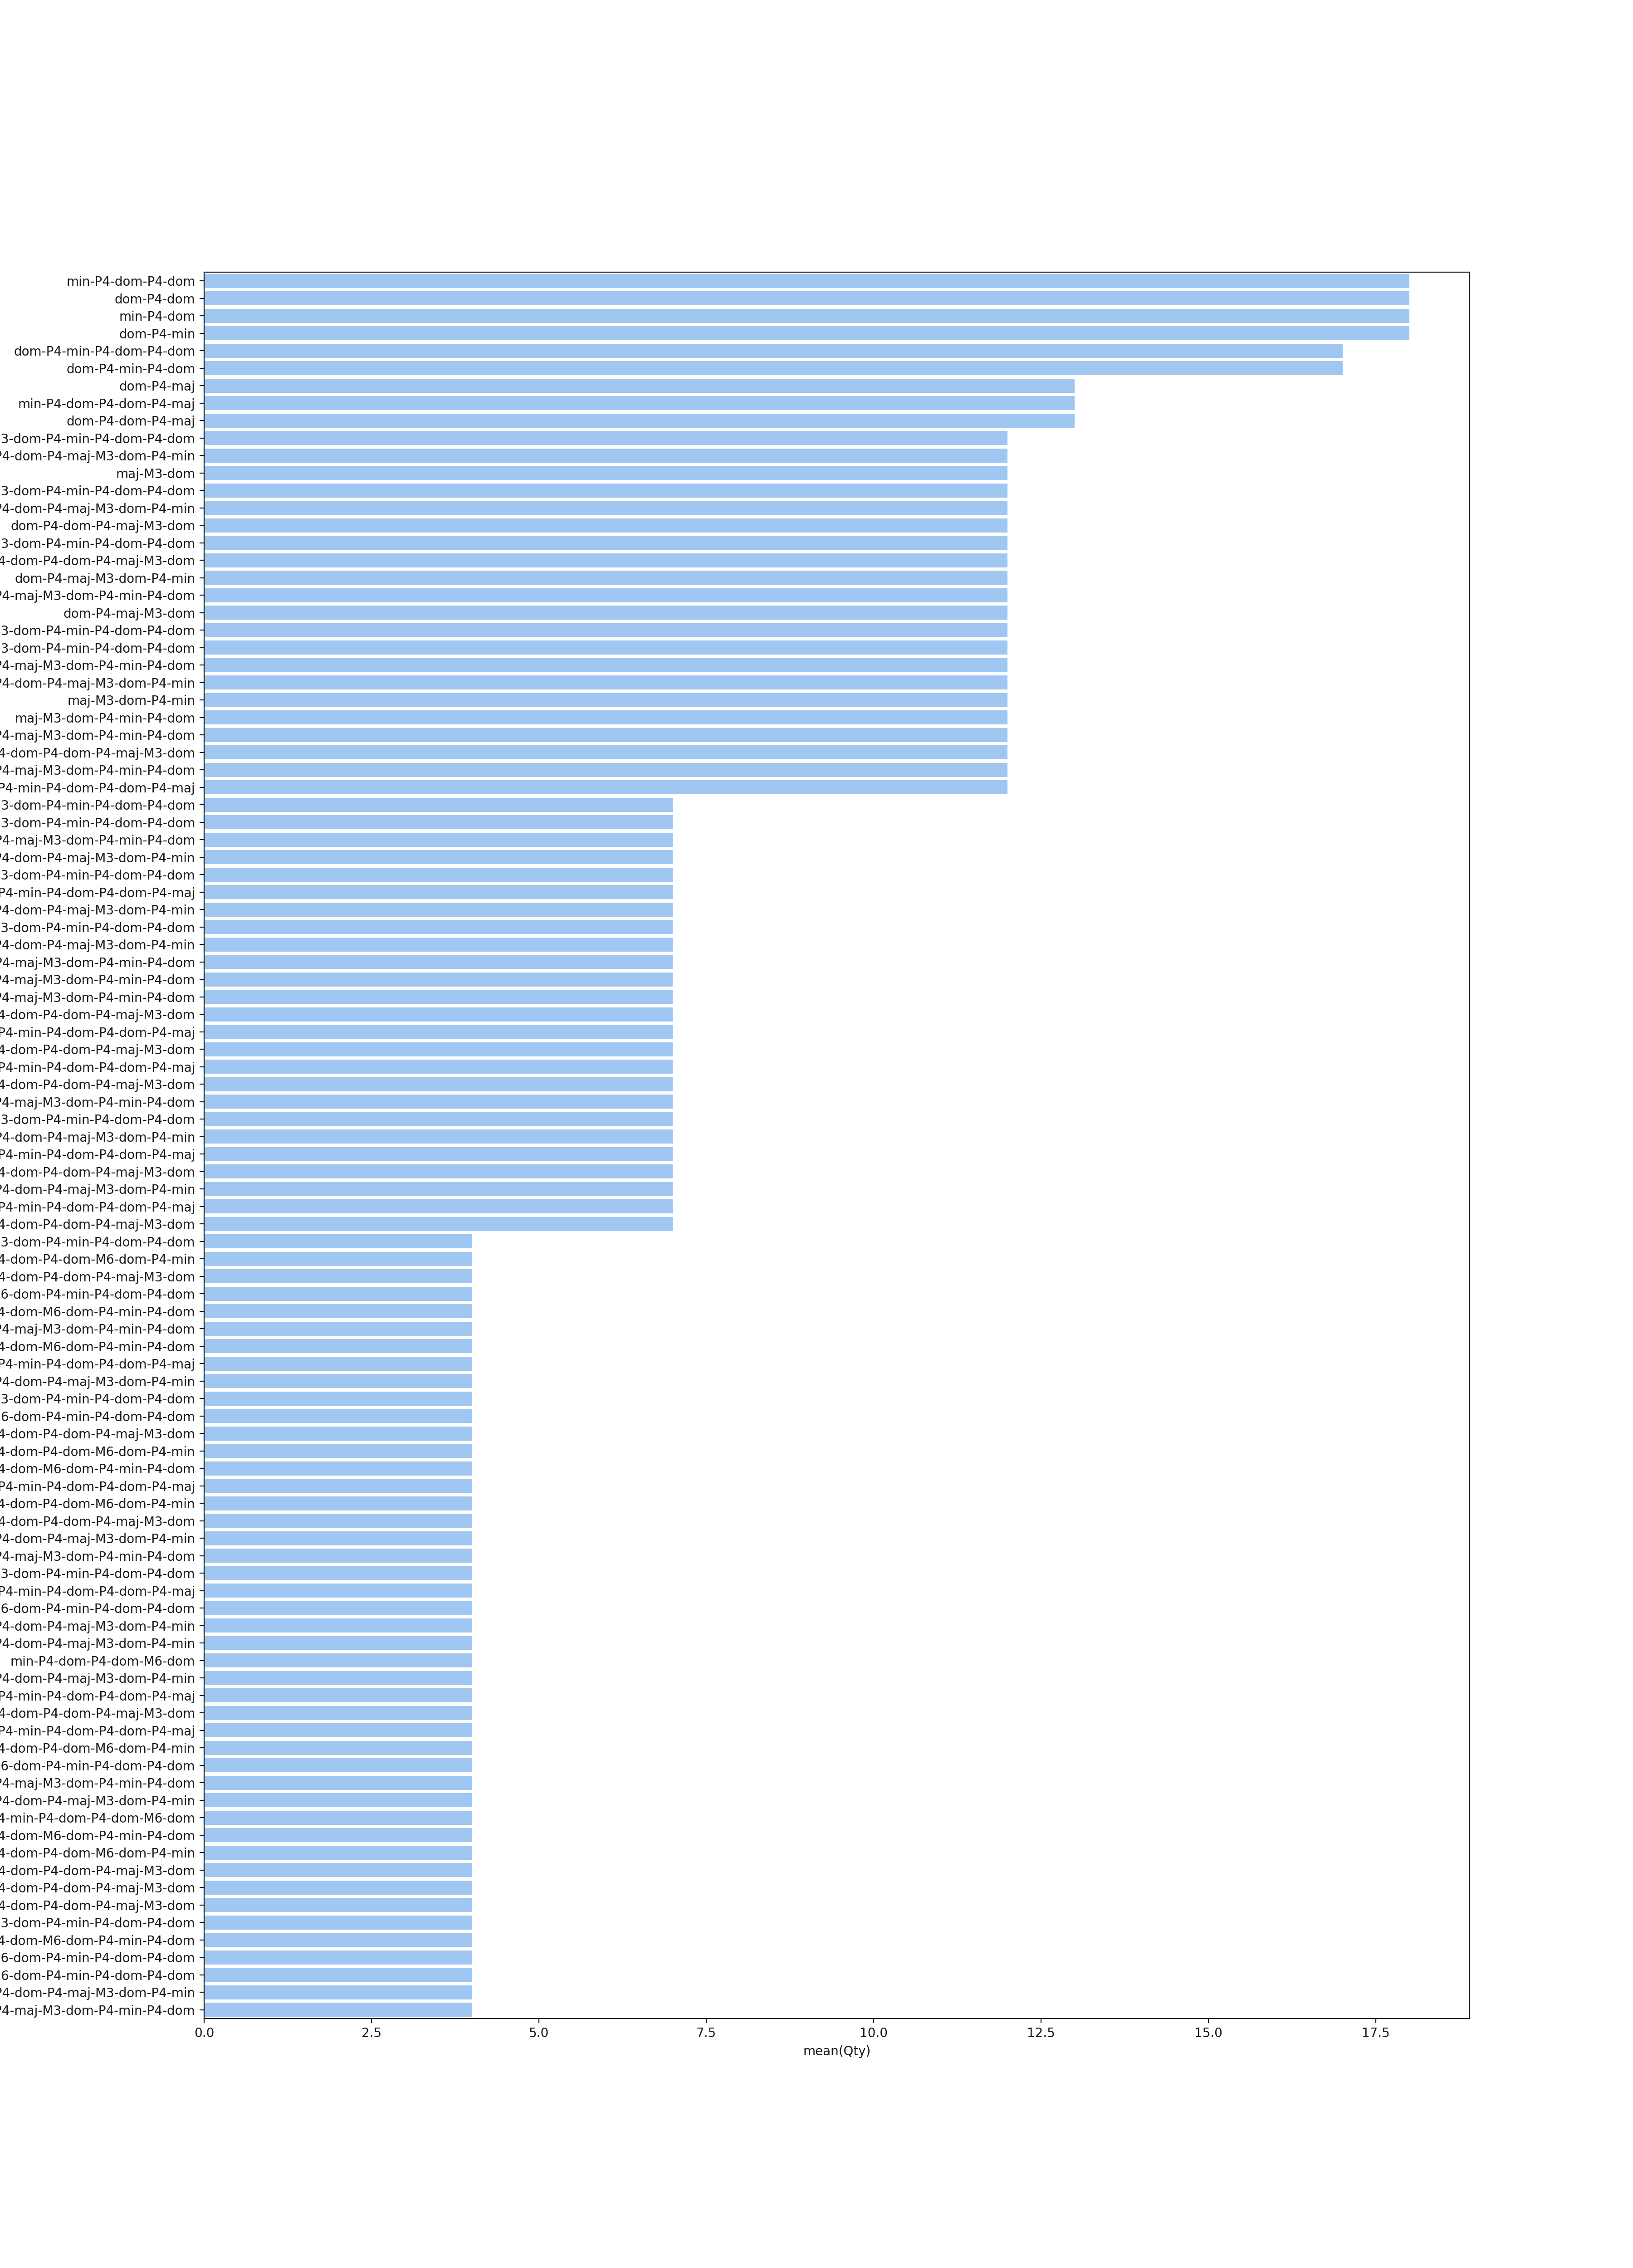 min-P4-dom-P4-dom
dom-P4-dom
min-P4-dom
dom-P4-min
dom-P4-min-P4-dom-P4-dom
dom-P4-min-P4-dom
dom-P4-maj
min-P4-dom-P4-dom-P4-maj
dom-P4-dom-P4-maj
3-dom-P4-min-P4-dom-P4-dom
P4-dom-P4-maj-M3-dom-P4-min
maj-M3-dom
3-dom-P4-min-P4-dom-P4-dom
P4-dom-P4-maj-M3-dom-P4-min
dom-P4-dom-P4-maj-M3-dom
3-dom-P4-min-P4-dom-P4-dom
4-dom-P4-dom-P4-maj-M3-dom
dom-P4-maj-M3-dom-P4-min
P4-maj-M3-dom-P4-min-P4-dom
dom-P4-maj-M3-dom
3-dom-P4-min-P4-dom-P4-dom
3-dom-P4-min-P4-dom-P4-dom
P4-maj-M3-dom-P4-min-P4-dom
P4-dom-P4-maj-M3-dom-P4-min
maj-M3-dom-P4-min
maj-M3-dom-P4-min-P4-dom
P4-maj-M3-dom-P4-min-P4-dom
4-dom-P4-dom-P4-maj-M3-dom
P4-maj-M3-dom-P4-min-P4-dom
P4-min-P4-dom-P4-dom-P4-maj
3-dom-P4-min-P4-dom-P4-dom
3-dom-P4-min-P4-dom-P4-dom
P4-maj-M3-dom-P4-min-P4-dom
P4-dom-P4-maj-M3-dom-P4-min
3-dom-P4-min-P4-dom-P4-dom
P4-min-P4-dom-P4-dom-P4-maj
P4-dom-P4-maj-M3-dom-P4-min
3-dom-P4-min-P4-dom-P4-dom
P4-dom-P4-maj-M3-dom-P4-min
P4-maj-M3-dom-P4-min-P4-dom
P4-maj-M3-dom-P4-min-P4-dom
P4-maj-M3-dom-P4-min-P4-dom
4-dom-P4-dom-P4-maj-M3-dom
P4-min-P4-dom-P4-dom-P4-maj
4-dom-P4-dom-P4-maj-M3-dom
P4-min-P4-dom-P4-dom-P4-maj
4-dom-P4-dom-P4-maj-M3-dom
P4-maj-M3-dom-P4-min-P4-dom
3-dom-P4-min-P4-dom-P4-dom
P4-dom-P4-maj-M3-dom-P4-min
P4-min-P4-dom-P4-dom-P4-maj
4-dom-P4-dom-P4-maj-M3-dom
P4-dom-P4-maj-M3-dom-P4-min
P4-min-P4-dom-P4-dom-P4-maj
4-dom-P4-dom-P4-maj-M3-dom
3-dom-P4-min-P4-dom-P4-dom
4-dom-P4-dom-M6-dom-P4-min
4-dom-P4-dom-P4-maj-M3-dom
6-dom-P4-min-P4-dom-P4-dom
4-dom-M6-dom-P4-min-P4-dom
P4-maj-M3-dom-P4-min-P4-dom
4-dom-M6-dom-P4-min-P4-dom
P4-min-P4-dom-P4-dom-P4-maj
P4-dom-P4-maj-M3-dom-P4-min
3-dom-P4-min-P4-dom-P4-dom
6-dom-P4-min-P4-dom-P4-dom
4-dom-P4-dom-P4-maj-M3-dom
4-dom-P4-dom-M6-dom-P4-min
4-dom-M6-dom-P4-min-P4-dom
P4-min-P4-dom-P4-dom-P4-maj
4-dom-P4-dom-M6-dom-P4-min
4-dom-P4-dom-P4-maj-M3-dom
P4-dom-P4-maj-M3-dom-P4-min
P4-maj-M3-dom-P4-min-P4-dom
3-dom-P4-min-P4-dom-P4-dom
P4-min-P4-dom-P4-dom-P4-maj
6-dom-P4-min-P4-dom-P4-dom
P4-dom-P4-maj-M3-dom-P4-min
P4-dom-P4-maj-M3-dom-P4-min
min-P4-dom-P4-dom-M6-dom
P4-dom-P4-maj-M3-dom-P4-min
P4-min-P4-dom-P4-dom-P4-maj
4-dom-P4-dom-P4-maj-M3-dom
P4-min-P4-dom-P4-dom-P4-maj
4-dom-P4-dom-M6-dom-P4-min
6-dom-P4-min-P4-dom-P4-dom
P4-maj-M3-dom-P4-min-P4-dom
P4-dom-P4-maj-M3-dom-P4-min
4-min-P4-dom-P4-dom-M6-dom
4-dom-M6-dom-P4-min-P4-dom
4-dom-P4-dom-M6-dom-P4-min
4-dom-P4-dom-P4-maj-M3-dom
4-dom-P4-dom-P4-maj-M3-dom
4-dom-P4-dom-P4-maj-M3-dom
3-dom-P4-min-P4-dom-P4-dom
4-dom-M6-dom-P4-min-P4-dom
6-dom-P4-min-P4-dom-P4-dom
6-dom-P4-min-P4-dom-P4-dom
P4-dom-P4-maj-M3-dom-P4-min
P4-maj-M3-dom-P4-min-P4-dom
0.0 2.5 5.0 7.5 10.0 12.5 15.0 17.5
mean(Qty)